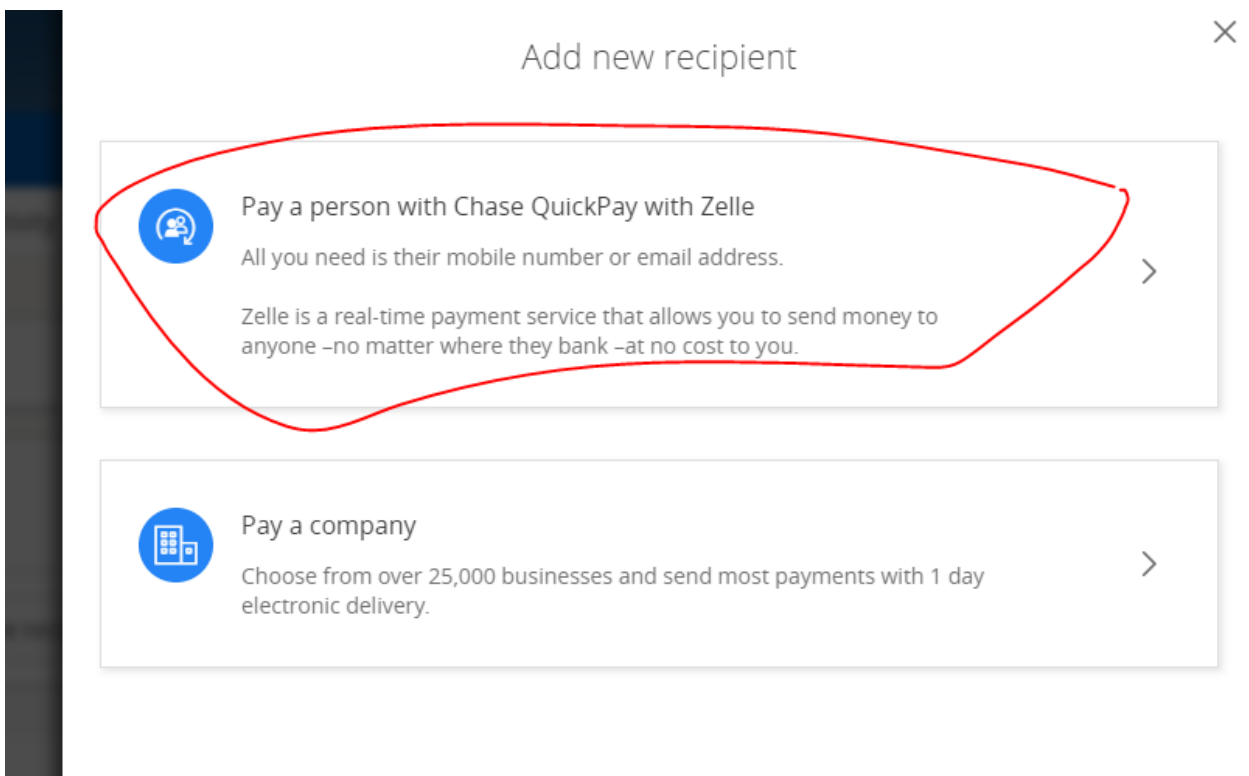 Add new recipient
Pay a person with Chase QuickPay with Zelle
All you need is their mobile number or email address.
Zelle is a real-time payment service that allows you to send money to
anyone –no matter where they bank –at no cost to you.
Pay a company
Choose from over 25,000 businesses and send most payments with 1 day
electronic delivery.